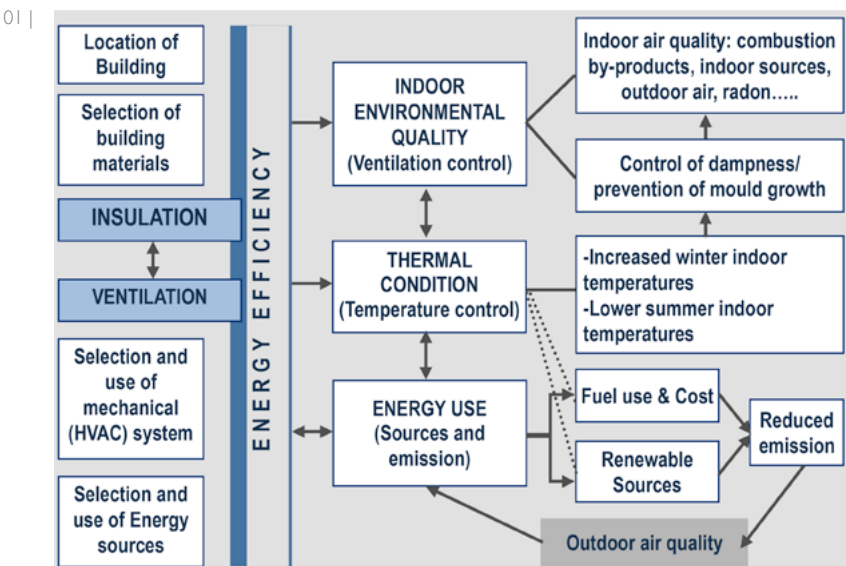 01 |
Location of
Building
Selection of
building
materials
INSULATION
VENTILATION
Selection and
use of
mechanical
(HVAC) system
Selection and
use of Energy
sources
ENERGY EFFICIENCY
INDOOR
ENVIRONMENTAL
QUALITY
(Ventilation control)
THERMAL
CONDITION
(Temperature control)
ENERGY USE
(Sources and
emission)
Indoor air quality: combustion
by-products, indoor sources,
outdoor air, radon.....
Control of dampness/
prevention of mould growth
-Increased winter indoor
temperatures
-Lower summer indoor
temperatures
Fuel use & Cost
Renewable
Sources
Reduced
emission
Outdoor air quality